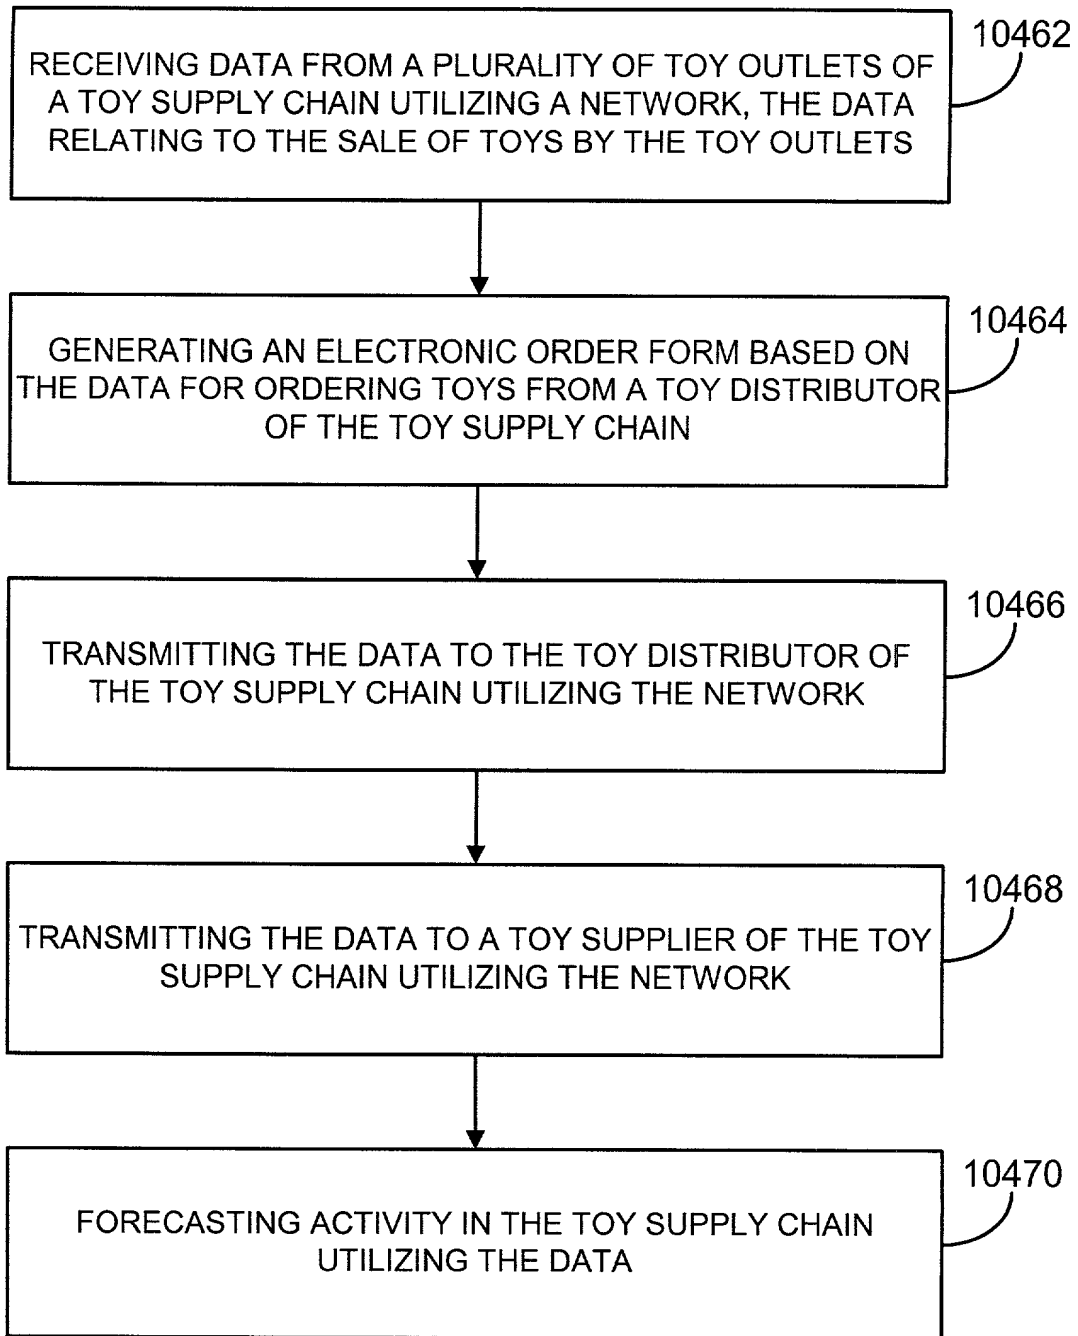 10462
RECEIVING DATA FROM A PLURALITY OF TOY OUTLETS OF
A TOY SUPPLY CHAIN UTILIZING A NETWORK, THE DATA
RELATING TO THE SALE OF TOYS BY THE TOY OUTLETS
10464
GENERATING AN ELECTRONIC ORDER FORM BASED ON
THE DATA FOR ORDERING TOYS FROM A TOY DISTRIBUTOR
OF THE TOY SUPPLY CHAIN
10466
TRANSMITTING THE DATA TO THE TOY DISTRIBUTOR OF
THE TOY SUPPLY CHAIN UTILIZING THE NETWORK
10468
TRANSMITTING THE DATA TO A TOY SUPPLIER OF THE TOY
SUPPLY CHAIN UTILIZING THE NETWORK
10470
FORECASTING ACTIVITY IN THE TOY SUPPLY CHAIN
UTILIZING THE DATA